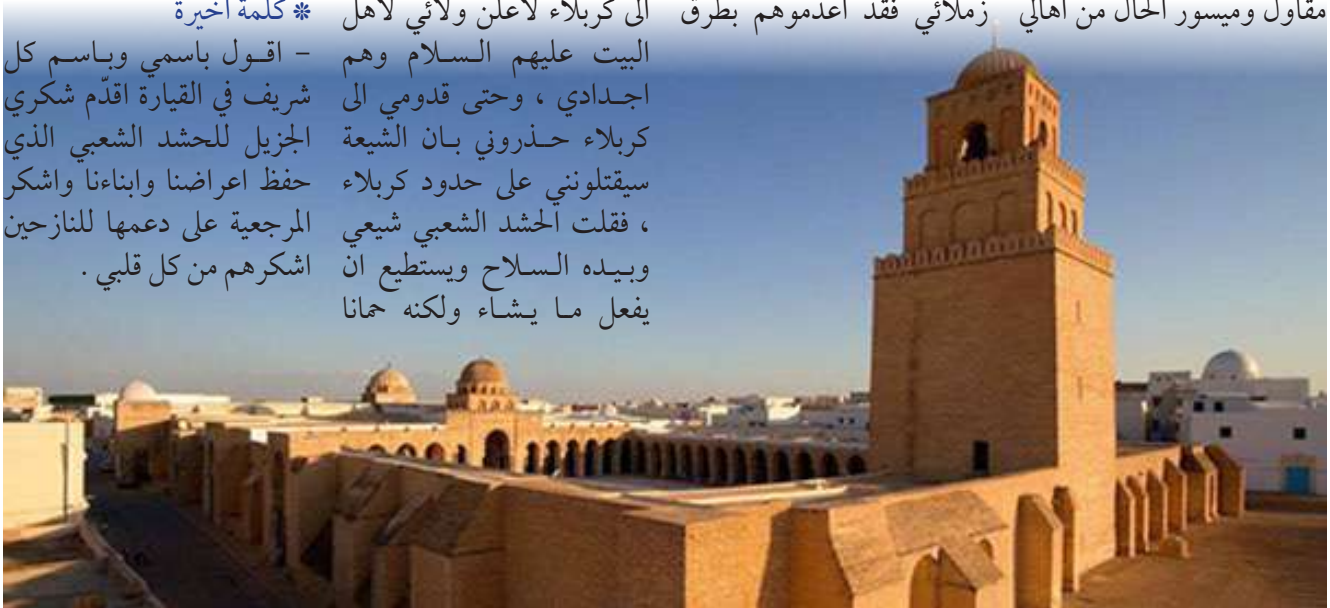 مقاول وميسور الحال من اهالي
زملائي فقد اعدموهم بطرق
الى كربلاء لاعلن ولائي لاهل
البيت عليهم السلام وهم
اجدادي ، وحتى قدومي الى
كربلاء حذروني بان الشيعة
سيقتلونني على حدود كربلاء
، فقلت الحشد الشعبي شيعي
وبيده السلاح ويستطيع ان
يفعل ما يشاء ولكنه حمانا
* كلمة اخيرة
- اقول باسمي وباسم كل
شريف في القيارة اقدّم شكري
الجزيل للحشد الشعبي الذي
حفظ اعراضنا وابناءنا واشكر
المرجعية على دعمها للنازحين
اشكرهم من كل قلبي .